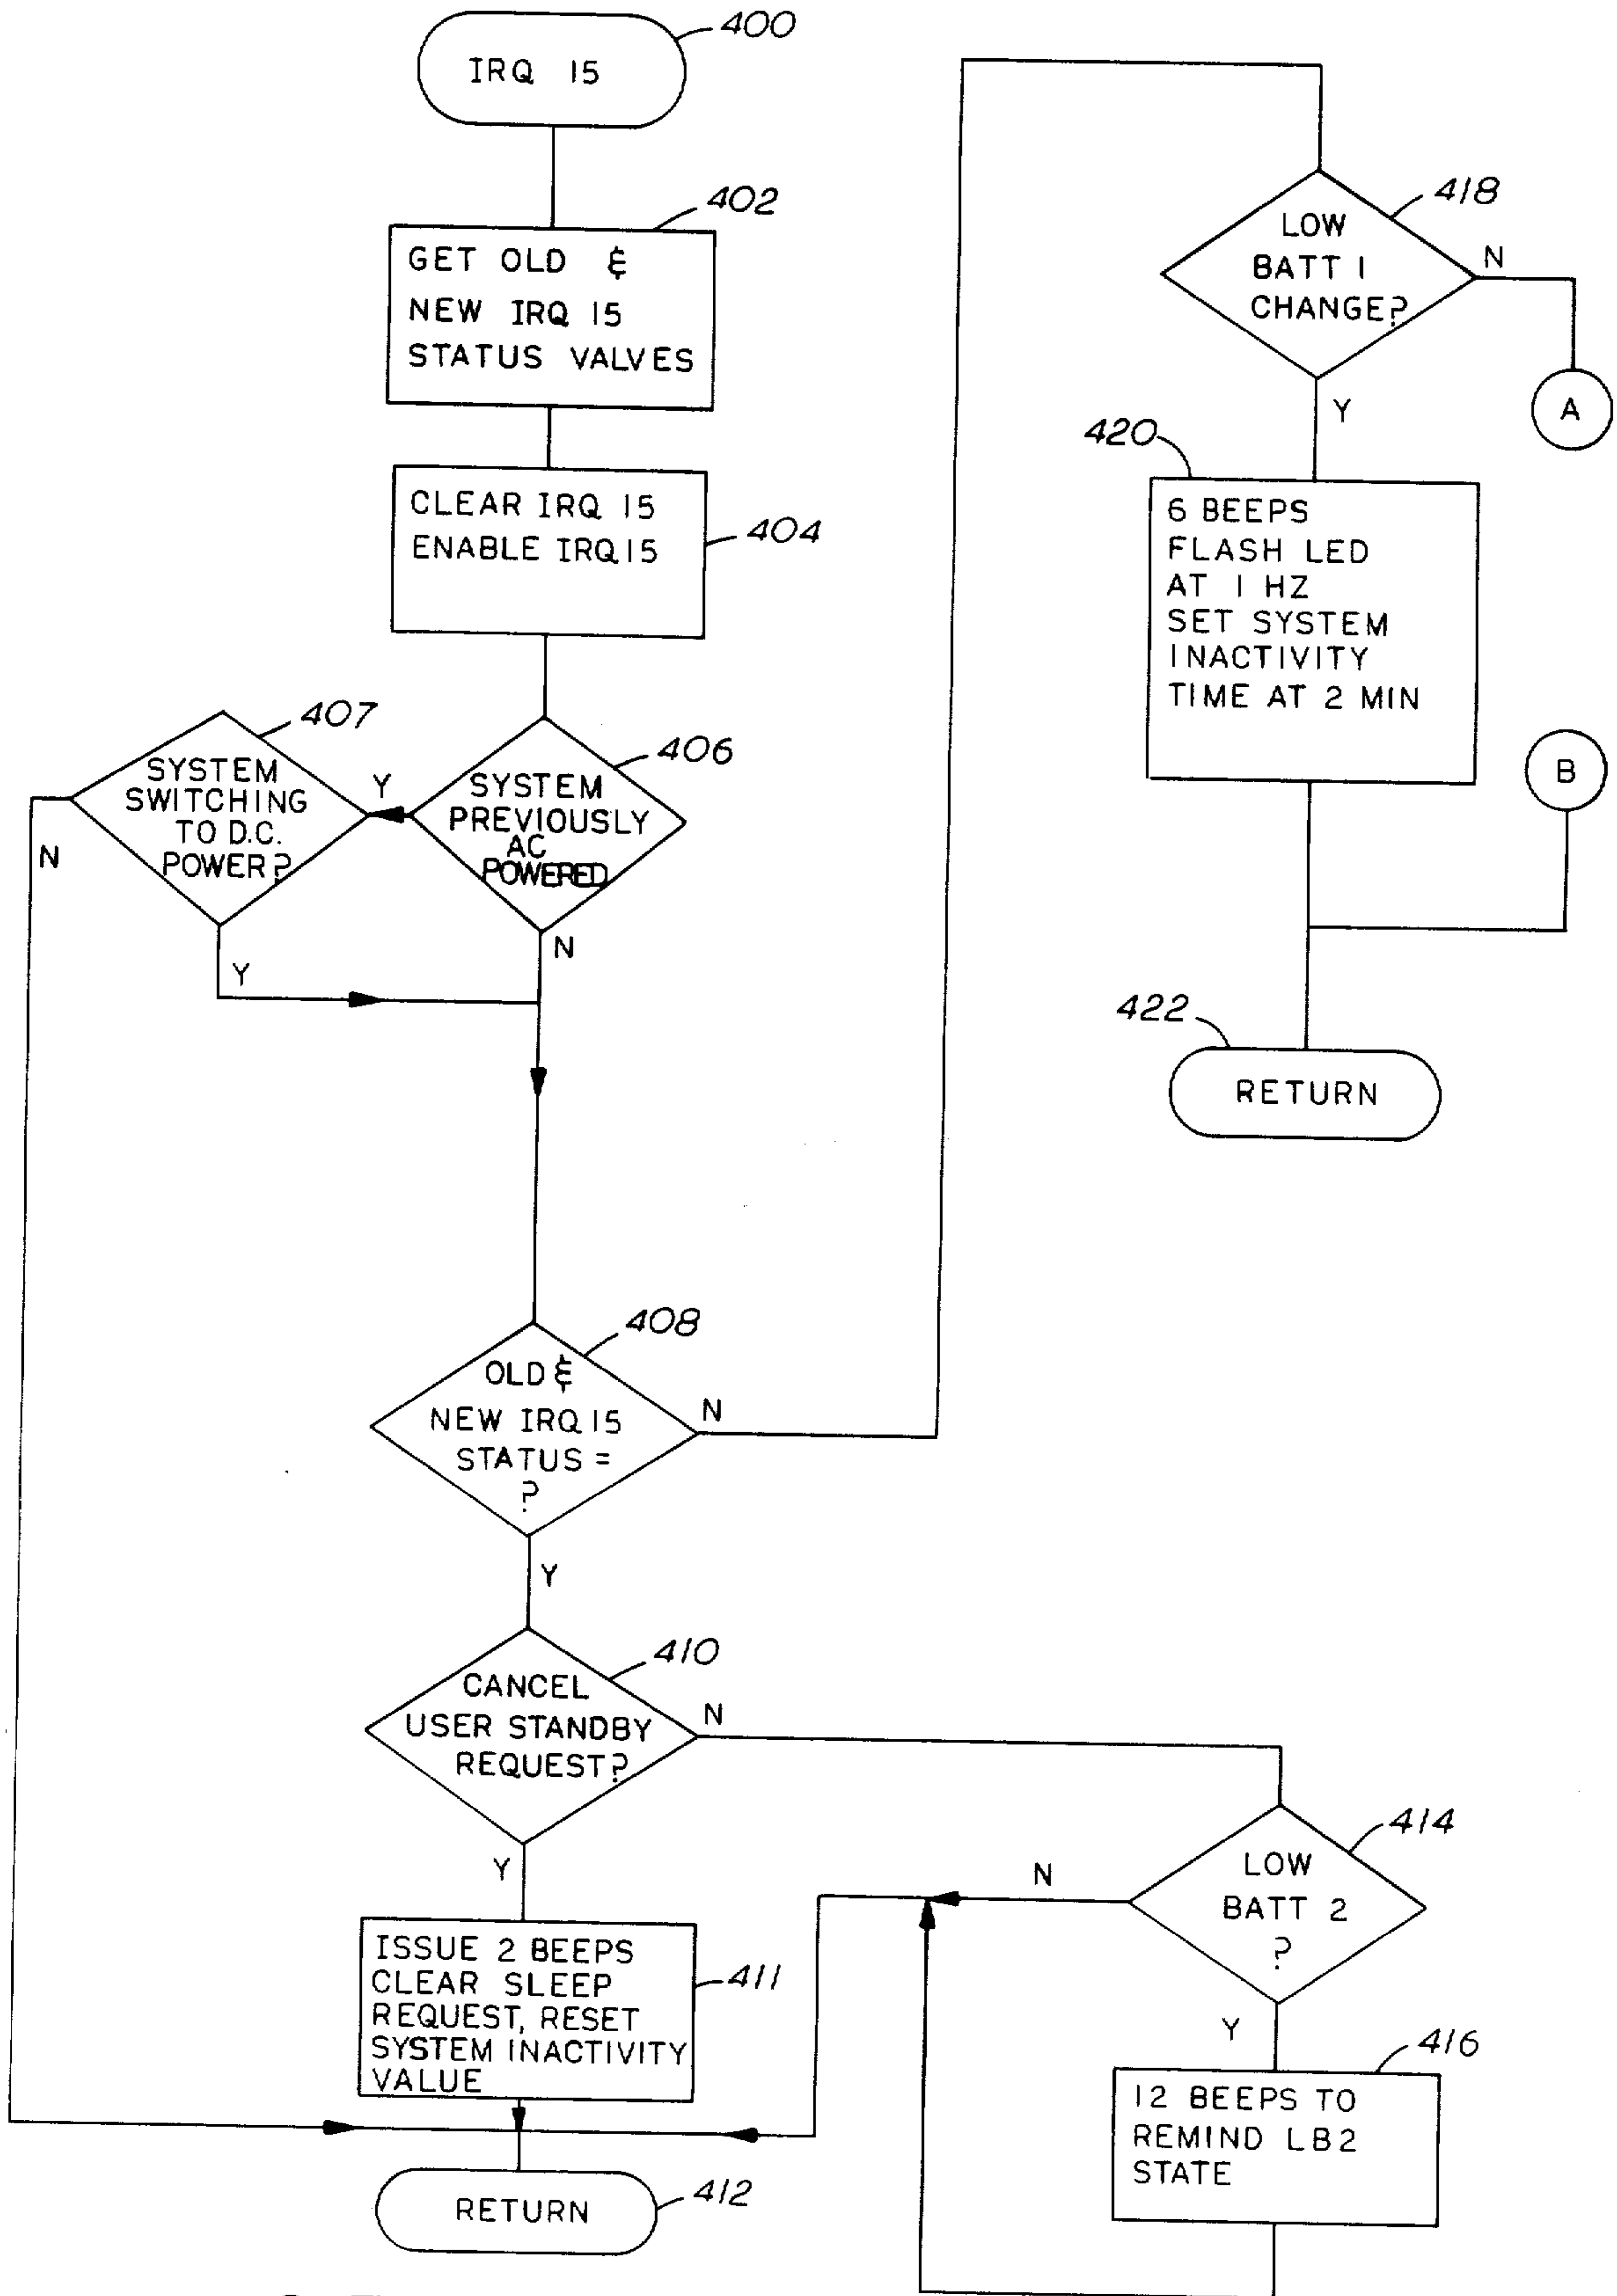 400
IRQ 15
402
GET OLD &
NEW IRQ 15
STATUS VALVES
CLEAR IRQ 15
ENABLE IRQ15
404
407
SYSTEM
SWITCHING
TO D.C.
POWER?
Y
N
Y
406
SYSTEM
PREVIOUSLY
AC
POWERED
N
408
OLD &
NEW IRQ 15
STATUS =
?
N
Y
410
CANCEL
USER STANDBY
REQUEST?
N
Y
ISSUE 2 BEEPS
CLEAR SLEEP
REQUEST, RESET
SYSTEM INACTIVITY
VALUE
411
RETURN
412
414
LOW
BATT 2
?
N
Y
416
12 BEEPS TO
REMIND LB2
STATE
418
LOW
BATT 1
CHANGE?
N
A
Y
420
6 BEEPS
FLASH LED
AT 1 HZ
SET SYSTEM
INACTIVITY
TIME AT 2 MIN
B
422
RETURN